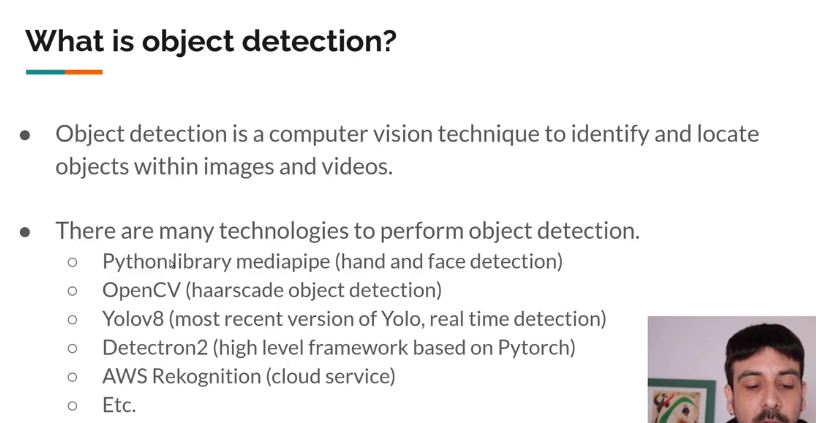 What is object detection?
● Object detection is a computer vision technique to identify and locate
objects within images and videos.
● There are many technologies to perform object detection.
○ Python library mediapipe (hand and face detection)
○ OpenCV (haarscade object detection)
○ Yolov8 (most recent version of Yolo, real time detection)
○ Detectron2 (high level framework based on Pytorch)
○ AWS Rekognition (cloud service)
○ Etc.